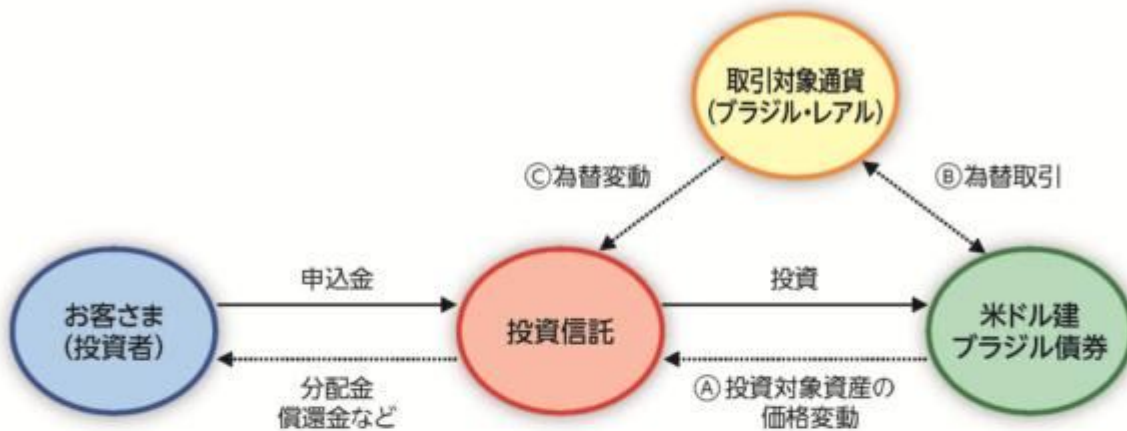 取引対象通貨
(ブラジル・レアル)
Ⓒ為替変動
Ⓑ為替取引
申込金
投資
お客さま
(投資者)
投資信託
米ドル建
ブラジル債券
分配金
償還金など
Ⓐ投資対象資産の
価格変動